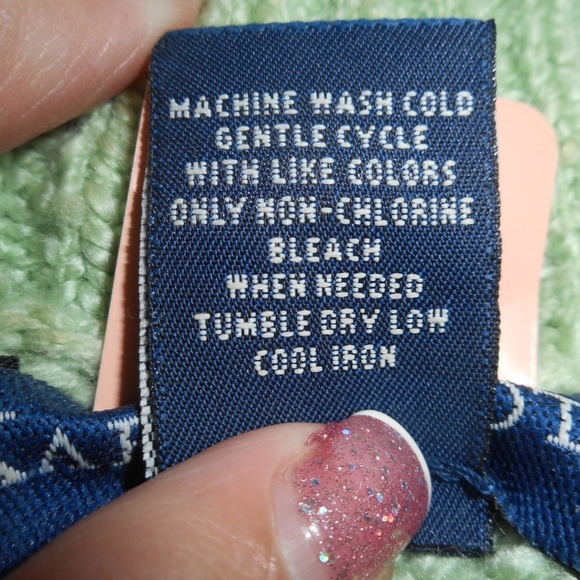 MACHINE WASH COLD
GENTLE CYCLE
WITH LIKE COLORS
ONLY NON-CHLORINE
BLEACH
WHEN NEEDED
TUMBLE DRY LOW
COOL IRON